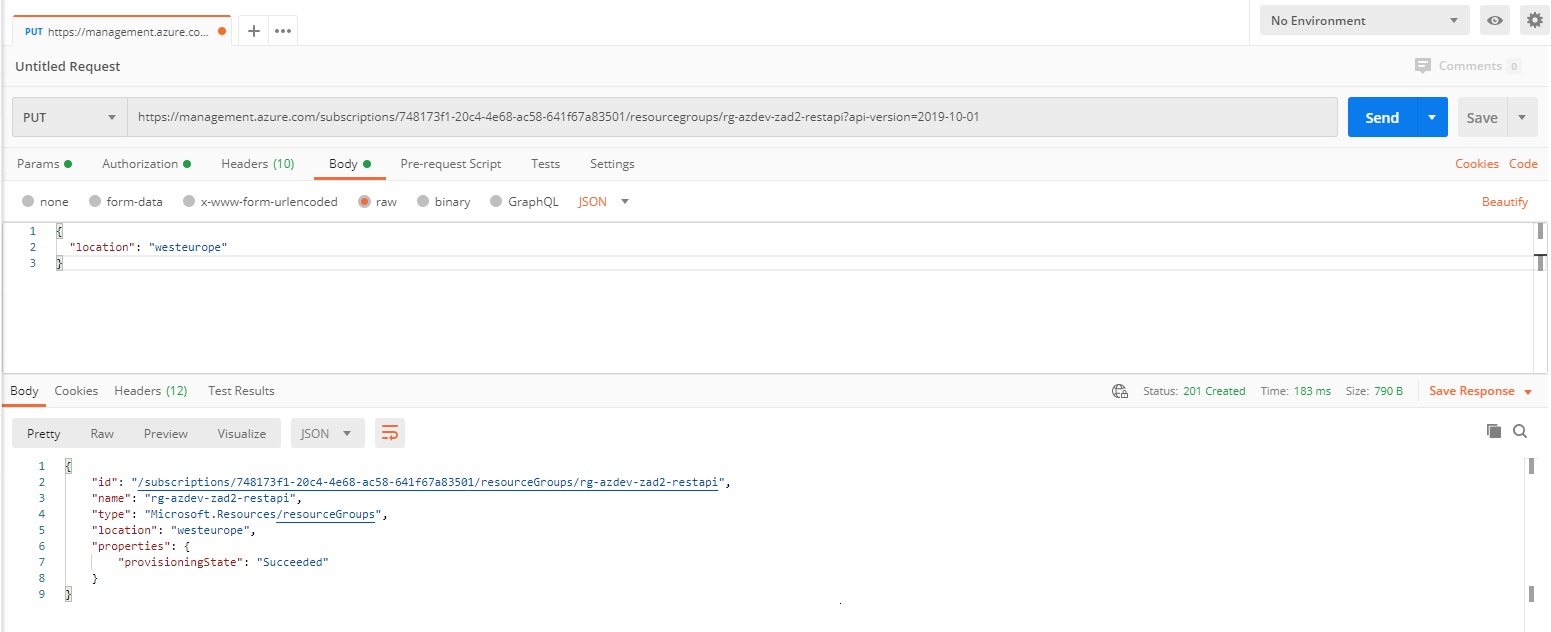 PUT https://management.azure.co... No Environment
Untitled Request Comments 0
PUT https://management.azure.com/subscriptions/748173f1-20c4-4e68-ac58-641f67a83501/resourcegroups/rg-azdev-zad2-restapi?api-version=2019-10-01 Send Save
Params Authorization Headers (10) Body Pre-request Script Tests Settings Cookies Code
none form-data x-www-form-urlencoded raw binary GraphQL JSON Beautify
1 {
2 "location": "westeurope"
3 }
Body Cookies Headers (12) Test Results Status: 201 Created Time: 183 ms Size: 790 B Save Response
Pretty Raw Preview Visualize JSON
1 {
2 "id": "/subscriptions/748173f1-20c4-4e68-ac58-641f67a83501/resourceGroups/rg-azdev-zad2-restapi",
3 "name": "rg-azdev-zad2-restapi",
4 "type": "Microsoft.Resources/resourceGroups",
5 "location": "westeurope",
6 "properties": {
7 "provisioningState": "Succeeded"
8 }
9 }